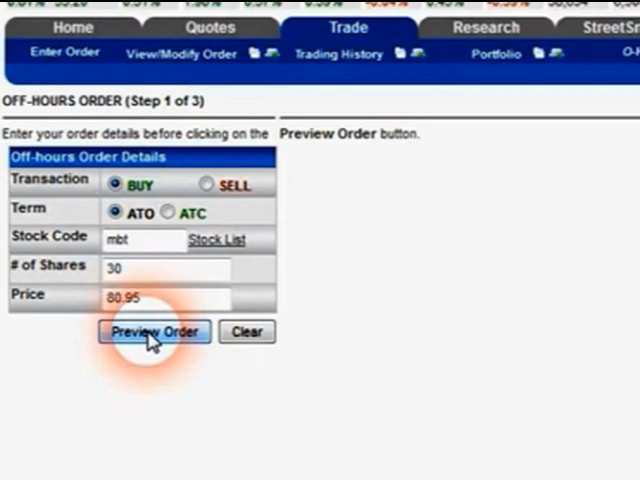 Home Quotes Trade Research StreetSm
Enter Order View/Modify Order Trading History Portfolio
OFF-HOURS ORDER (Step 1 of 3)
Enter your order details before clicking on the Preview Order button.
Off-hours Order Details
Transaction BUY SELL
Term ATO ATC
Stock Code mbt Stock List
# of Shares 30
Price 80.95
Preview Order Clear